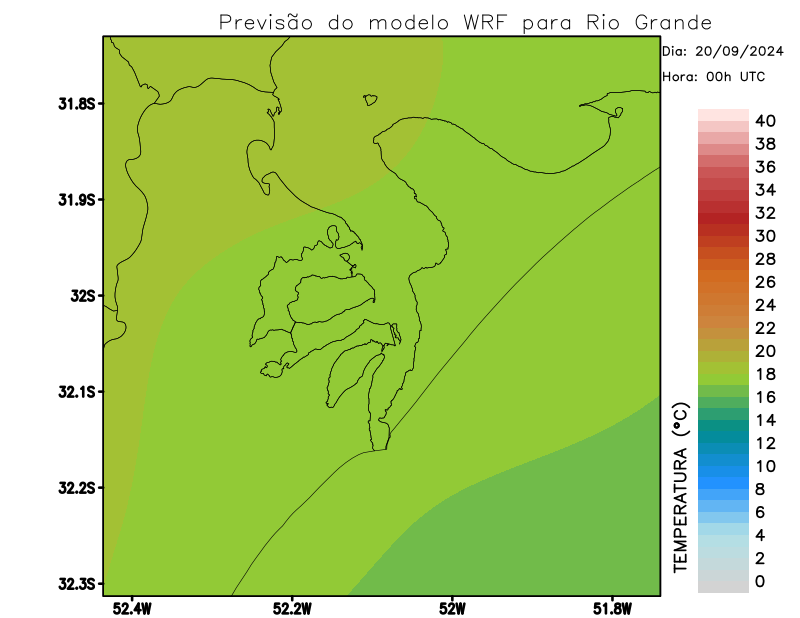 Previsão do modelo WRF para Rio Grande
Dia: 20/09/2024
Hora: 00h UTC
31.8S
31.9S
32S
32.1S
32.2S
32.3S
52.4W
52.2W
52W
51.8W
TEMPERATURA (°C)
40
38
36
34
32
30
28
26
24
22
20
18
16
14
12
10
8
6
4
2
0